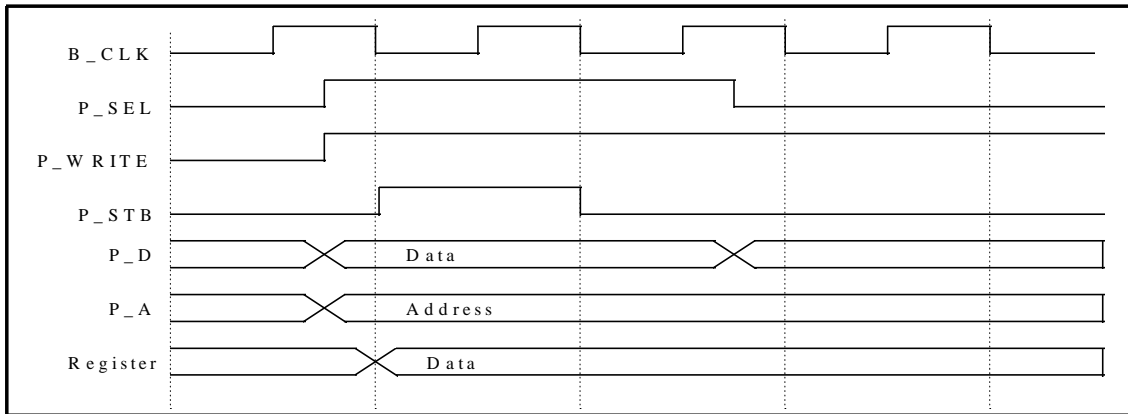 B_CLK
P_SEL
P_WRITE
P_STB
P_D Data
P_A Address
Register Data